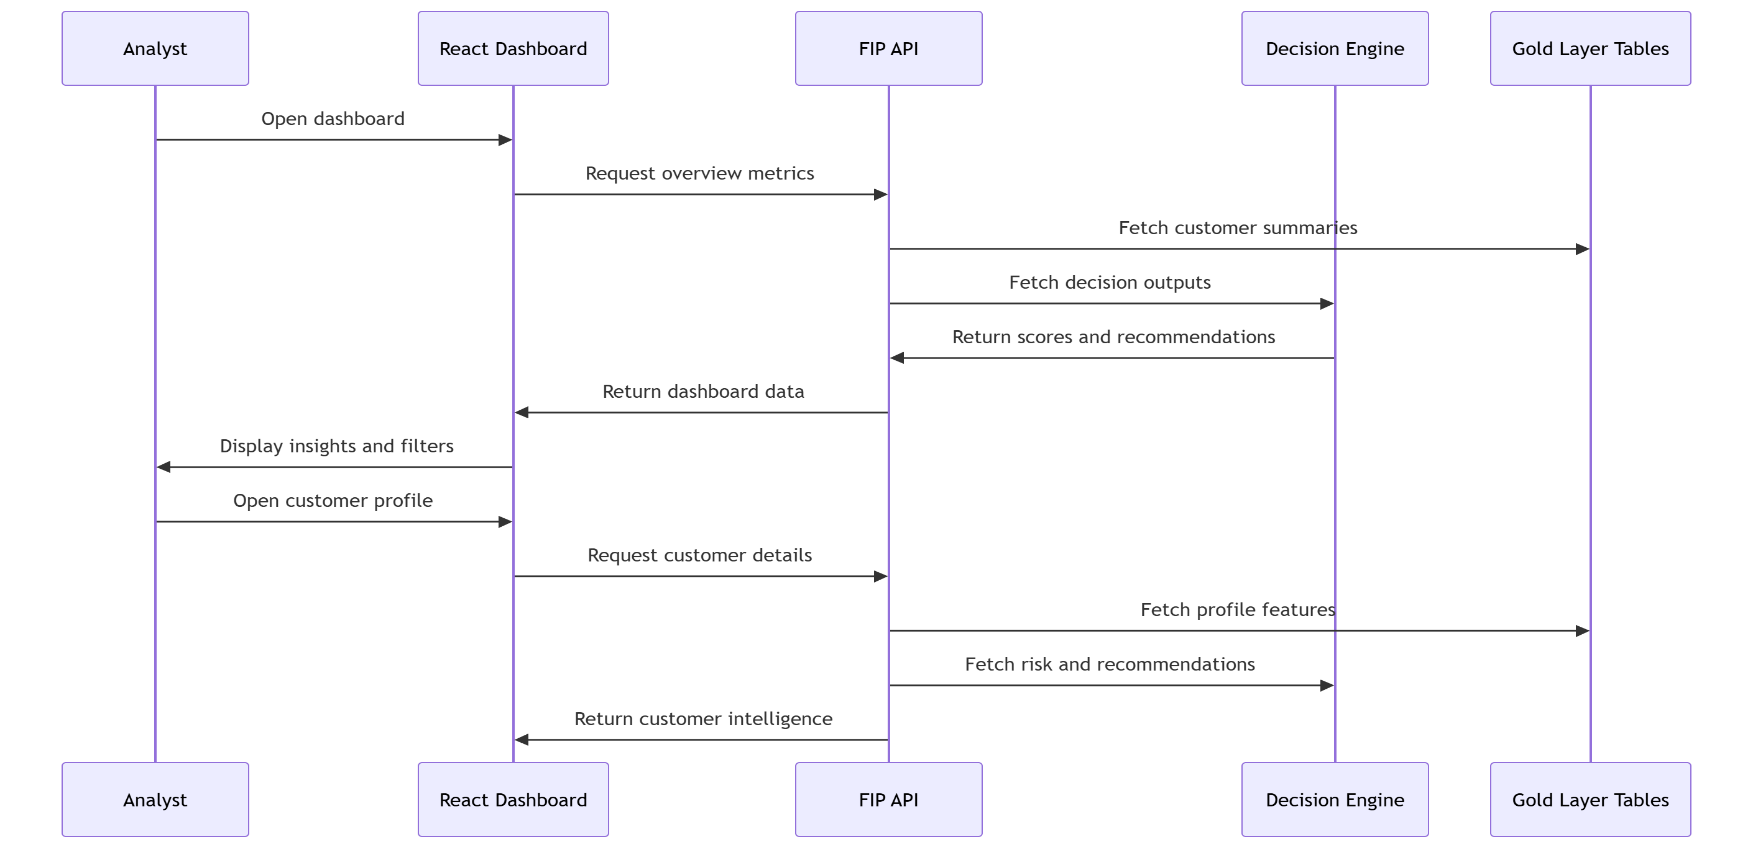 Analyst
React Dashboard
FIP API
Decision Engine
Gold Layer Tables
Open dashboard
Request overview metrics
Fetch customer summaries
Fetch decision outputs
Return scores and recommendations
Return dashboard data
Display insights and filters
Open customer profile
Request customer details
Fetch profile features
Fetch risk and recommendations
Return customer intelligence
Analyst
React Dashboard
FIP API
Decision Engine
Gold Layer Tables